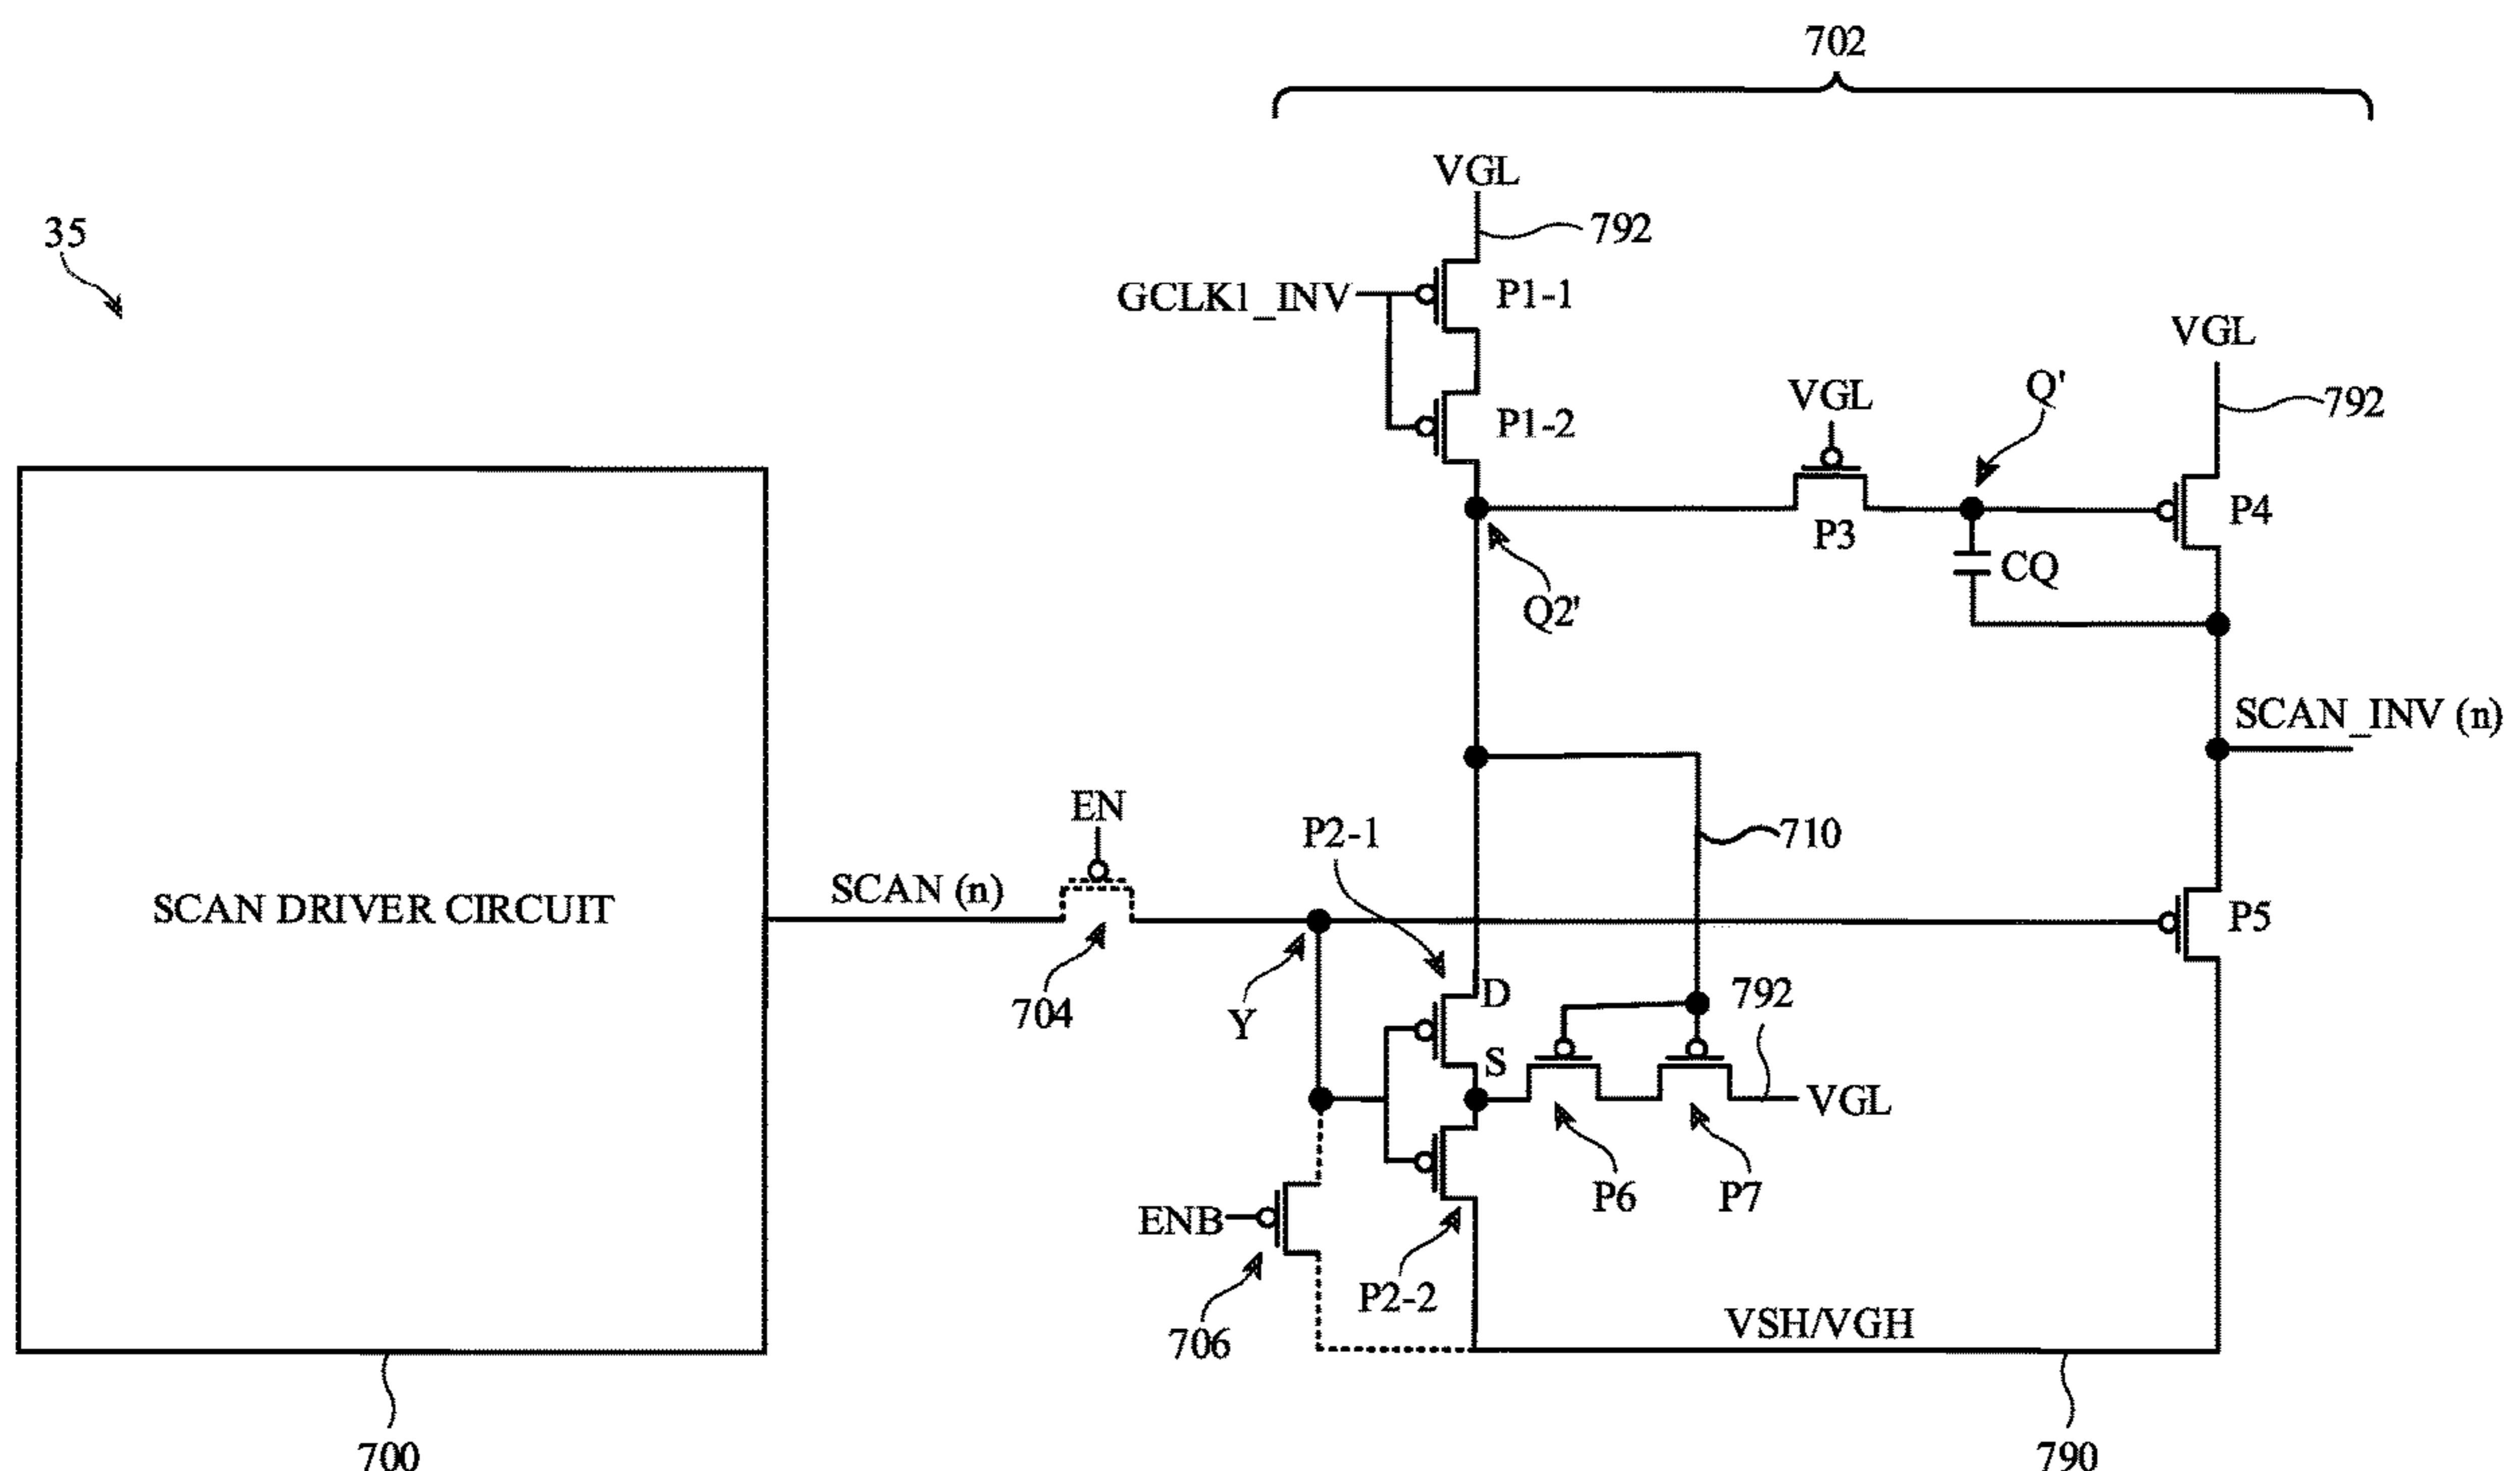 702
VGL
792
35
GCLK1_INV
P1-1
VGL
P1-2
VGL
Q'
792
P4
P3
CQ
Q2'
SCAN_INV (n)
EN
P2-1
710
SCAN (n)
SCAN DRIVER CIRCUIT
P5
704
Y
D
792
S
VGL
P6
P7
ENB
P2-2
706
VSH/VGH
700
790